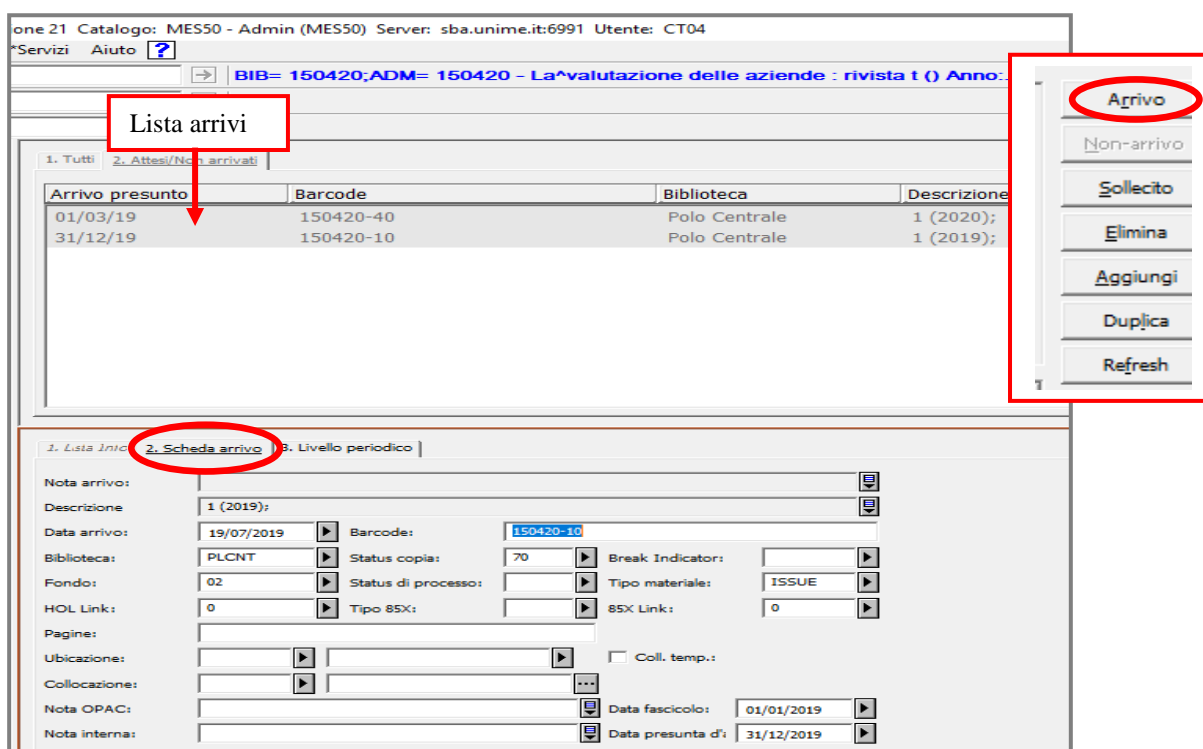 one 21 Catalogo: MES50 - Admin (MES50) Server: sba.unime.it:6991 Utente: CT04
*Servizi Aiuto ?
BIB= 150420;ADM= 150420 - La^valutazione delle aziende : rivista t () Anno:.
Lista arrivi
1. Tutti 2. Attesi/Non arrivati
Arrivo presunto Barcode Biblioteca Descrizione
01/03/19 150420-40 Polo Centrale 1 (2020);
31/12/19 150420-10 Polo Centrale 1 (2019);
Arrivo
Non-arrivo
Sollecito
Elimina
Aggiungi
Duplica
Refresh
1. Lista 2. Scheda arrivo 3. Livello periodico
Nota arrivo:
Descrizione 1 (2019);
Data arrivo: 19/07/2019 Barcode: 150420-10
Biblioteca: PLCNT Status copia: 70 Break Indicator:
Fondo: 02 Status di processo: Tipo materiale: ISSUE
HOL Link: 0 Tipo 85X: 85X Link: 0
Pagine:
Ubicazione: Coll. temp.:
Collocazione:
Nota OPAC: Data fascicolo: 01/01/2019
Nota interna: Data presunta d'a 31/12/2019